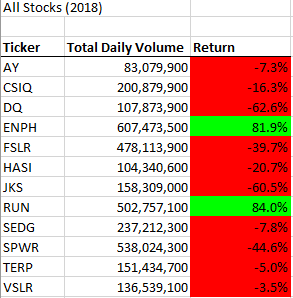 All Stocks (2018)
Ticker Total Daily Volume Return
AY 83,079,900 -7.3%
CSIQ 200,879,900 -16.3%
DQ 107,873,900 -62.6%
ENPH 607,473,500 81.9%
FSLR 478,113,900 -39.7%
HASI 104,340,600 -20.7%
JKS 158,309,000 -60.5%
RUN 502,757,100 84.0%
SEDG 237,212,300 -7.8%
SPWR 538,024,300 -44.6%
TERP 151,434,700 -5.0%
VSLR 136,539,100 -3.5%